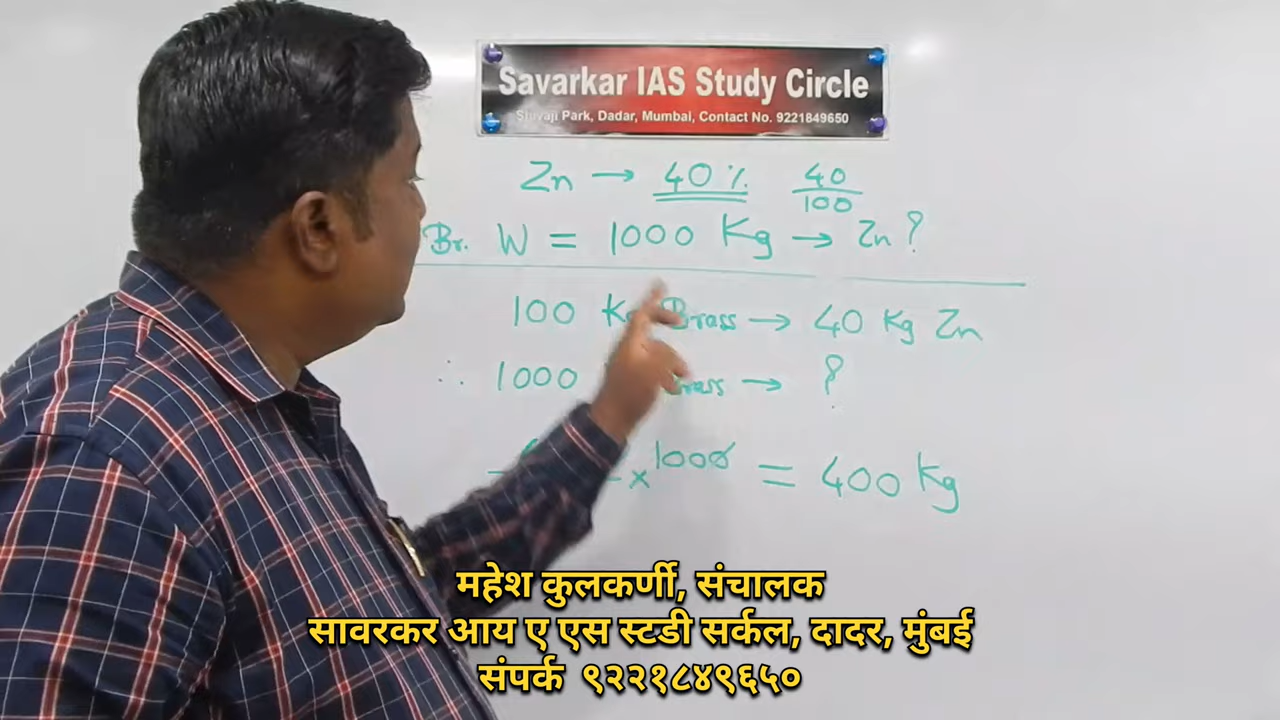 Savarkar IAS Study Circle
Shivaji Park, Dadar, Mumbai, Contact No. 9221849650
Zn → 40% 40/100
Br. W = 1000 Kg → Zn ?
100 Kg Brass → 40 Kg Zn
∴ 1000 Brass → ?
× 1000 = 400 Kg
महेश कुलकर्णी, संचालक
सावरकर आय ए एस स्टडी सर्कल, दादर, मुंबई
संपर्क ९२२१८४९६५०